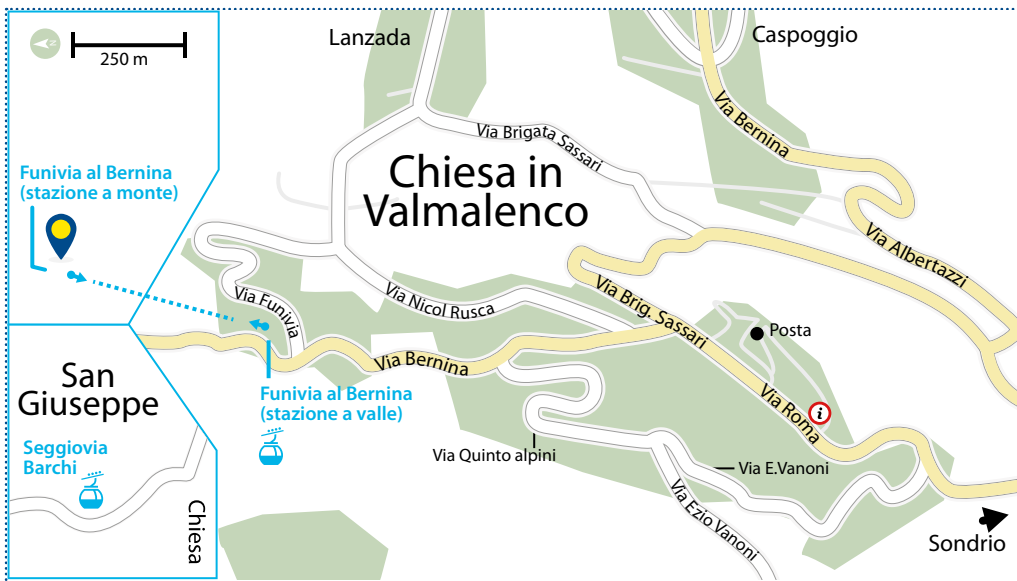 N
250 m
Lanzada
Caspoggio
Via Bernina
Via Brigata Sassari
Chiesa in
Valmalenco
Funivia al Bernina
(stazione a monte)
Via Albertazzi
Via Funivia
Via Nicol Rusca
Via Brig. Sassari
Posta
Via Bernina
San
Giuseppe
Funivia al Bernina
(stazione a valle)
Via Roma
i
Seggiovia
Barchi
Via Quinto alpini
Via E.Vanoni
Via Ezio Vanoni
Chiesa
Sondrio